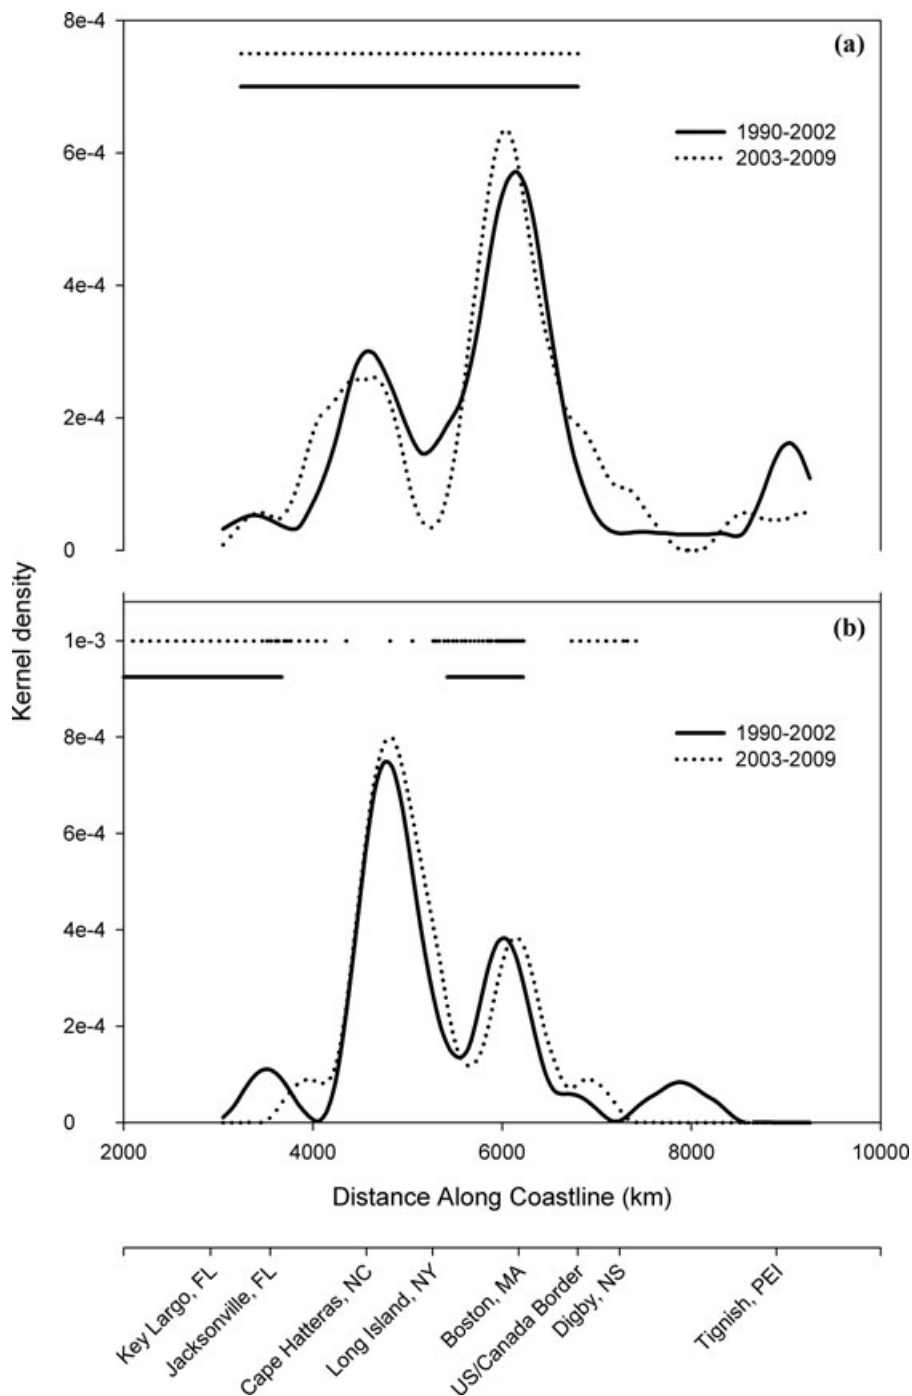 8e-4
(a)
1990-2002
6e-4
2003-2009
4e-4
2e-4
0
Kernel density
1e-3
(b)
8e-4
1990-2002
2003-2009
6e-4
4e-4
2e-4
0
2000 4000 6000 8000 10000
Distance Along Coastline (km)
Key Largo, FL
Jacksonville, FL
Cape Hatteras, NC
Long Island, NY
Boston, MA
US/Canada Border
Digby, NS
Tignish, PEI